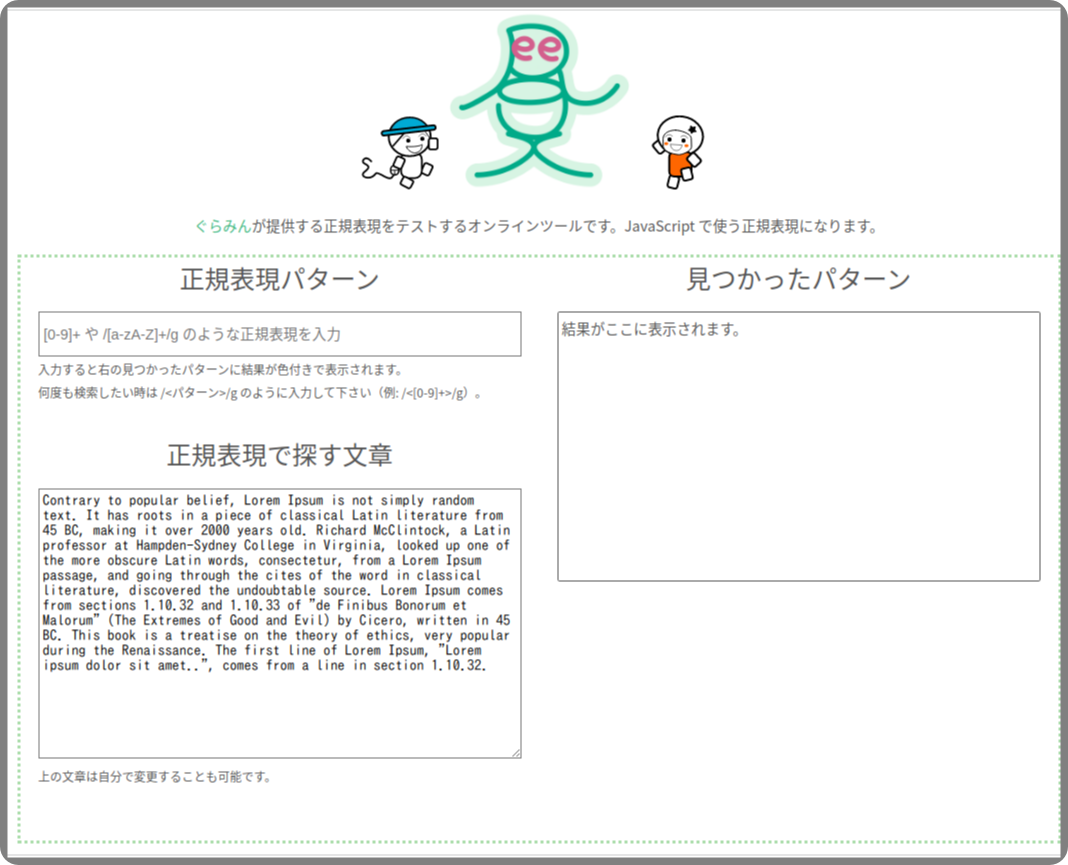 ee
ぐらみんが提供する正規表現をテストするオンラインツールです。JavaScript で使う正規表現になります。
正規表現パターン
[0-9]+ や /[a-zA-Z]+/g のような正規表現を入力
入力すると右の見つかったパターンに結果が色付きで表示されます。
何度も検索したい時は /<パターン>/g のように入力して下さい（例: /<[0-9]+>/g）。
正規表現で探す文章
Contrary to popular belief, Lorem Ipsum is not simply random
text. It has roots in a piece of classical Latin literature from
45 BC, making it over 2000 years old. Richard McClintock, a Latin
professor at Hampden-Sydney College in Virginia, looked up one of
the more obscure Latin words, consectetur, from a Lorem Ipsum
passage, and going through the cites of the word in classical
literature, discovered the undoubtable source. Lorem Ipsum comes
from sections 1.10.32 and 1.10.33 of "de Finibus Bonorum et
Malorum" (The Extremes of Good and Evil) by Cicero, written in 45
BC. This book is a treatise on the theory of ethics, very popular
during the Renaissance. The first line of Lorem Ipsum, "Lorem
ipsum dolor sit amet..", comes from a line in section 1.10.32.
上の文章は自分で変更することも可能です。
見つかったパターン
結果がここに表示されます。